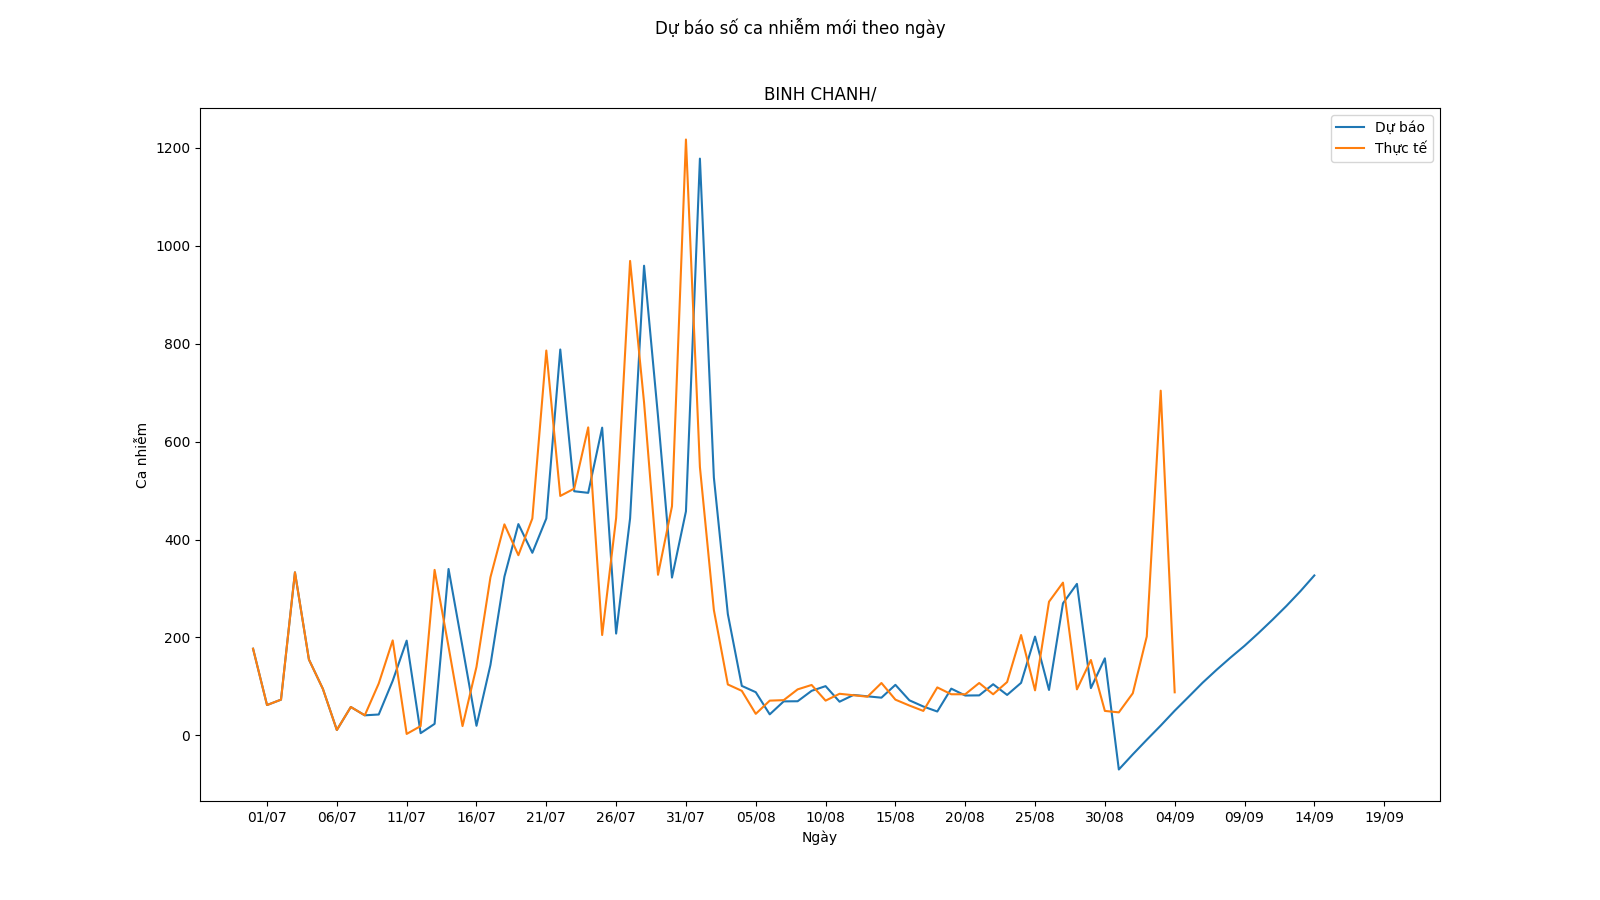 Dự báo số ca nhiễm mới theo ngày
BINH CHANH/
Dự báo
Thực tế
1200
1000
800
600
400
200
0
Ca nhiễm
01/07 06/07 11/07 16/07 21/07 26/07 31/07 05/08 10/08 15/08 20/08 25/08 30/08 04/09 09/09 14/09 19/09
Ngày